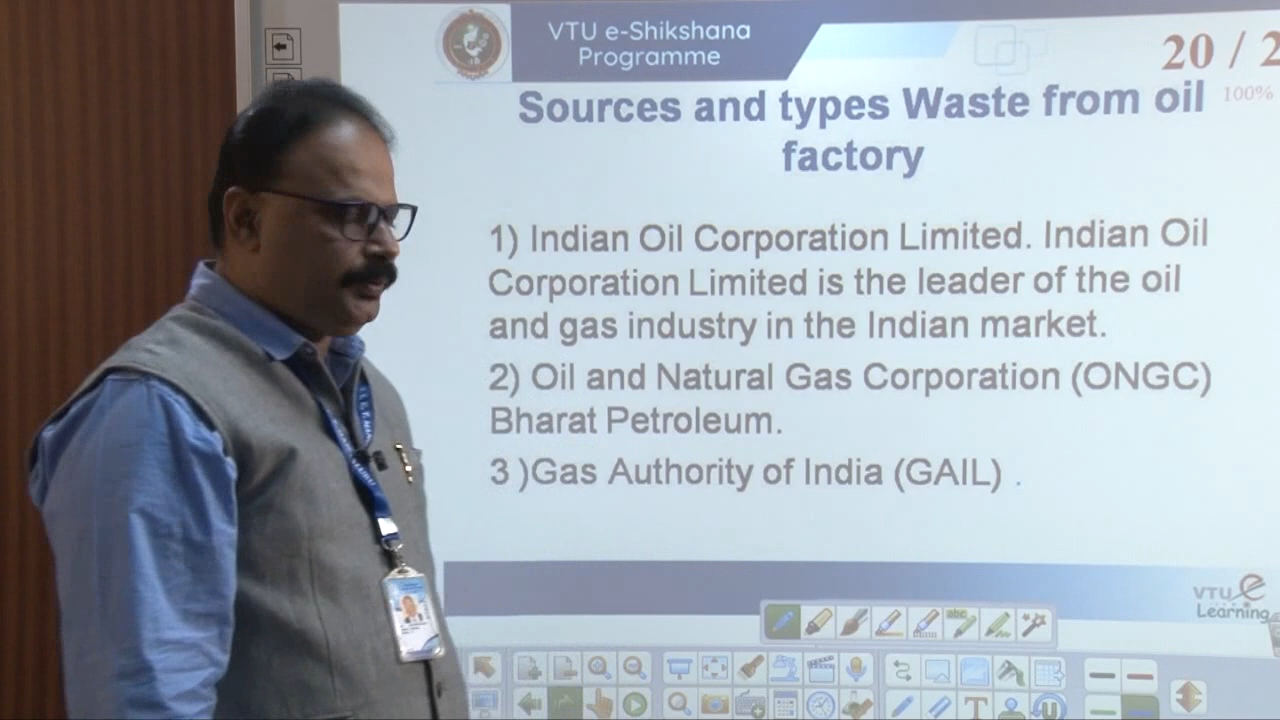 VTU e-Shikshana
Programme
20 / 2
100%
Sources and types Waste from oil
factory
1) Indian Oil Corporation Limited. Indian Oil
Corporation Limited is the leader of the oil
and gas industry in the Indian market.
2) Oil and Natural Gas Corporation (ONGC)
Bharat Petroleum.
3 )Gas Authority of India (GAIL) .
VTU e
Learning
abc
T